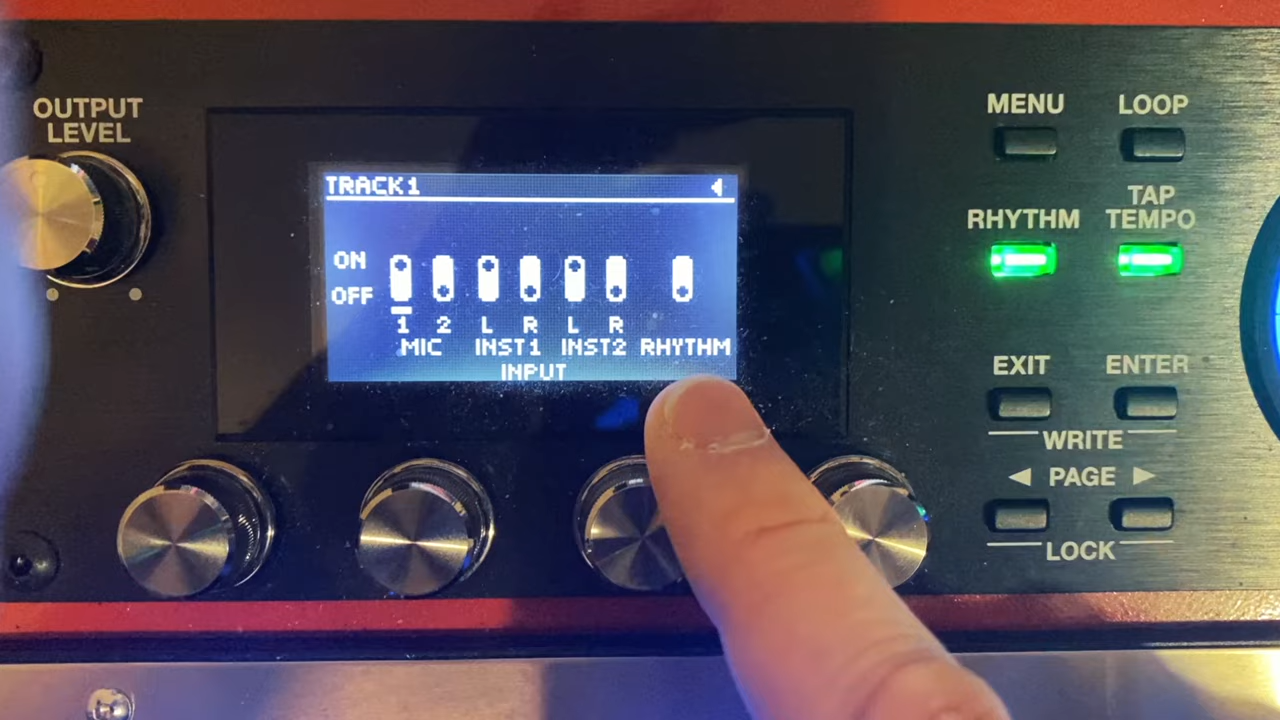 OUTPUT
LEVEL
TRACK1
ON
OFF
1 2 L R L R
MIC INST1 INST2 RHYTHM
INPUT
MENU LOOP
RHYTHM TAP
TEMPO
EXIT ENTER
WRITE
PAGE
LOCK